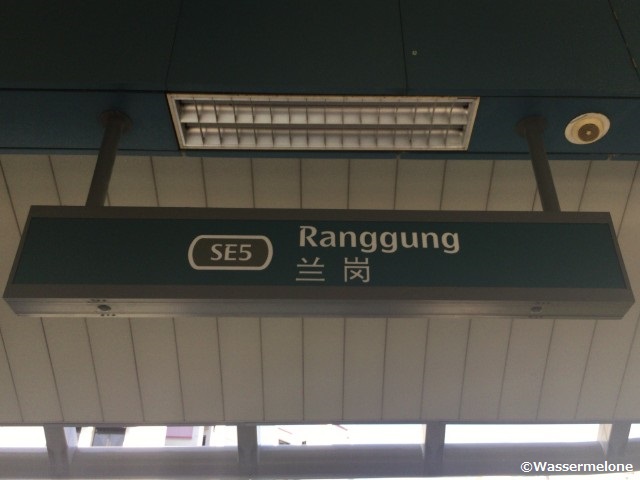 SE5
Ranggung
兰岗
©Wassermelone